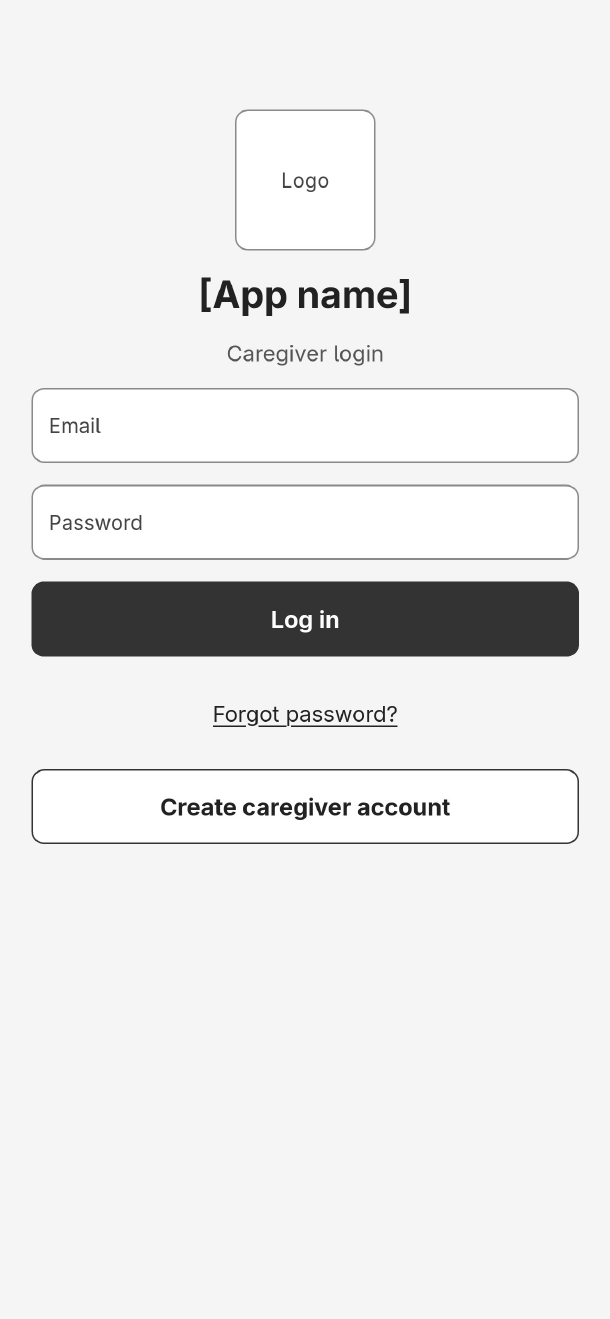 Logo
[App name]
Caregiver login
Email
Password
Log in
Forgot password?
Create caregiver account